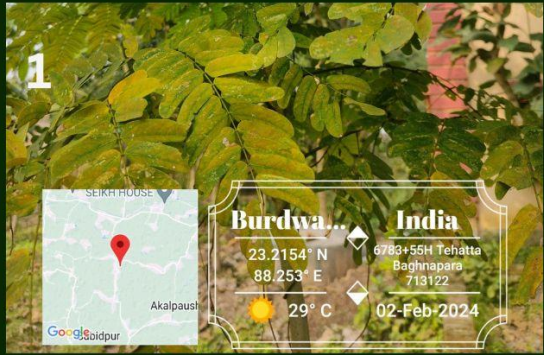 1
SEIKH HOUSE
Akalpaush
Google
Burdwa...
23.2154° N
88.253° E
29° C
India
6783+55H Tehatta
Baghnapara
713122
02-Feb-2024